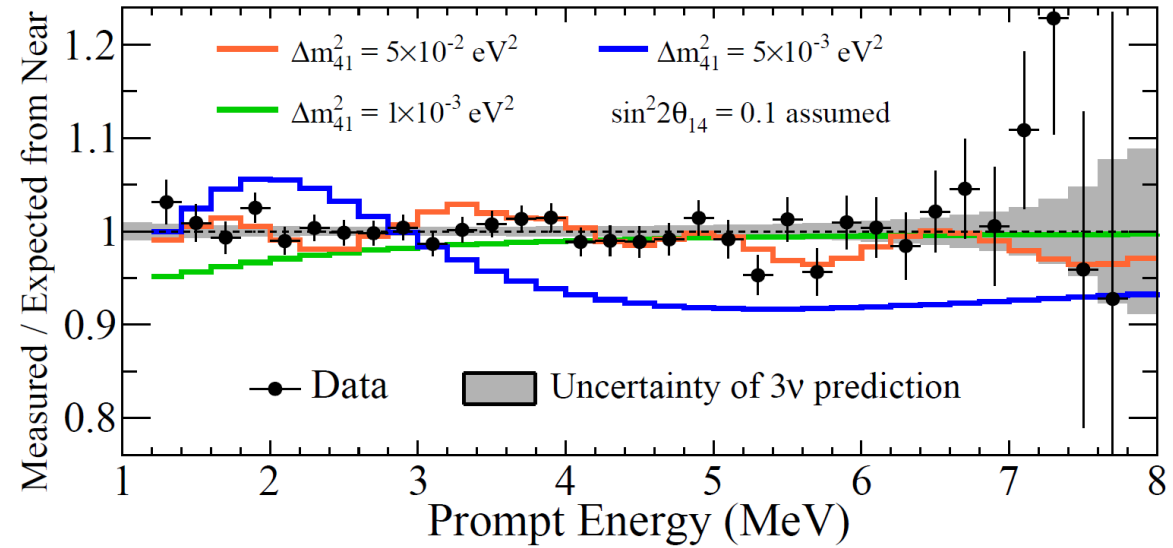 Measured / Expected from Near
1.2
1.1
1
0.9
0.8
Δm²₄₁ = 5×10⁻² eV²
Δm²₄₁ = 5×10⁻³ eV²
Δm²₄₁ = 1×10⁻³ eV²
sin²2θ₁₄ = 0.1 assumed
Data
Uncertainty of 3ν prediction
1 2 3 4 5 6 7 8
Prompt Energy (MeV)